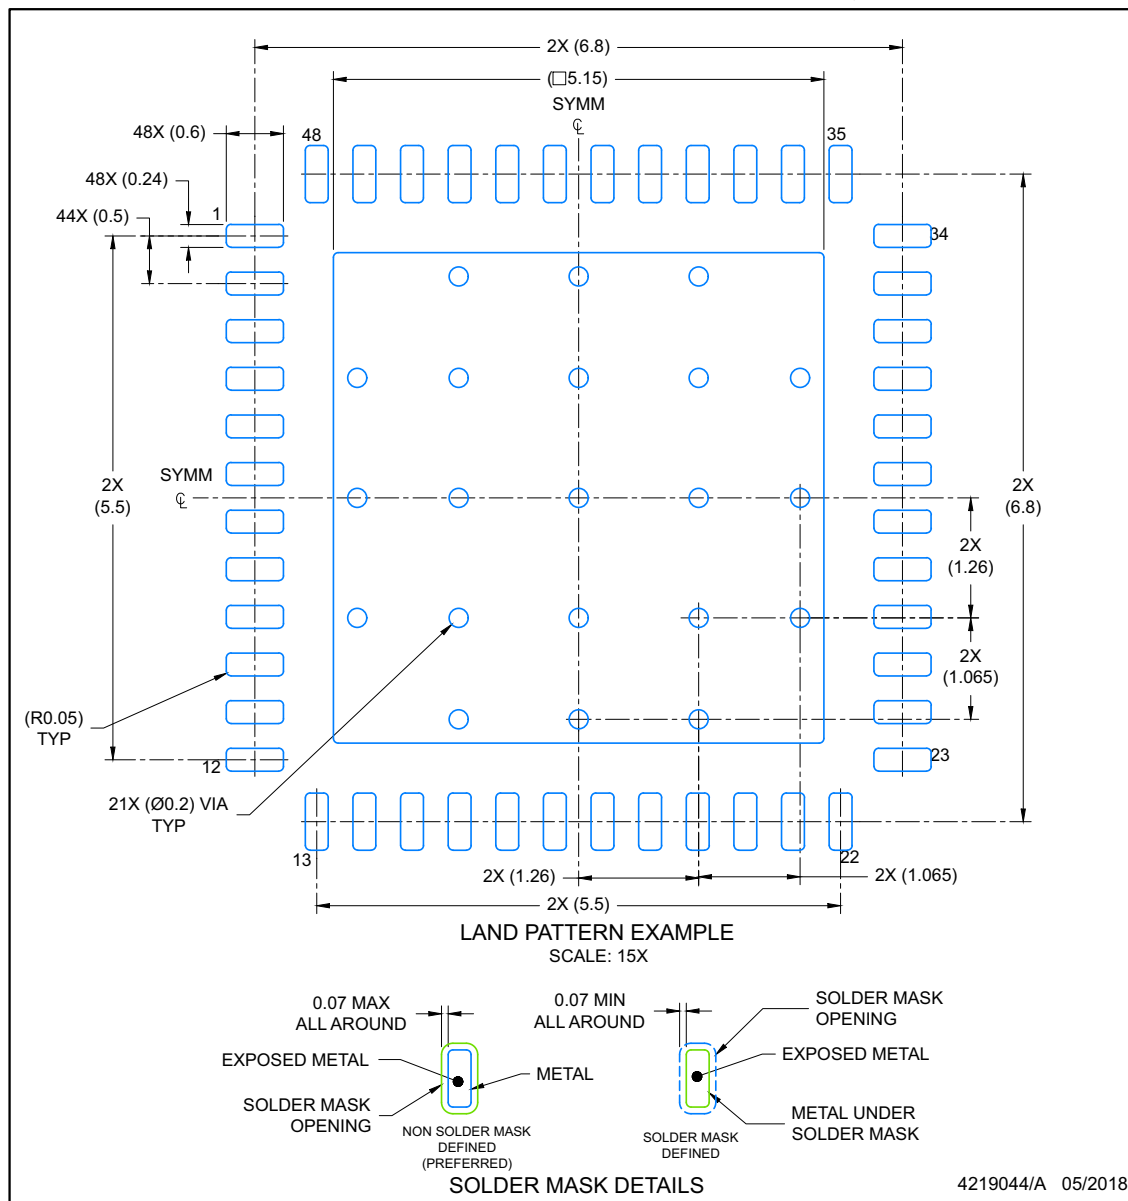 2X (6.8)
(□5.15)
SYMM
℄
48X (0.6)
48
35
48X (0.24)
1
44X (0.5)
34
SYMM
℄
2X
(5.5)
2X
(6.8)
2X
(1.26)
2X
(1.065)
(R0.05)
TYP
12
23
21X (Ø0.2) VIA
TYP
13
22
2X (1.26)
2X (1.065)
2X (5.5)
LAND PATTERN EXAMPLE
SCALE: 15X
0.07 MAX
ALL AROUND
0.07 MIN
ALL AROUND
SOLDER MASK
OPENING
EXPOSED METAL
METAL
EXPOSED METAL
SOLDER MASK
OPENING
METAL UNDER
SOLDER MASK
NON SOLDER MASK
DEFINED
(PREFERRED)
SOLDER MASK
DEFINED
SOLDER MASK DETAILS
4219044/A 05/2018